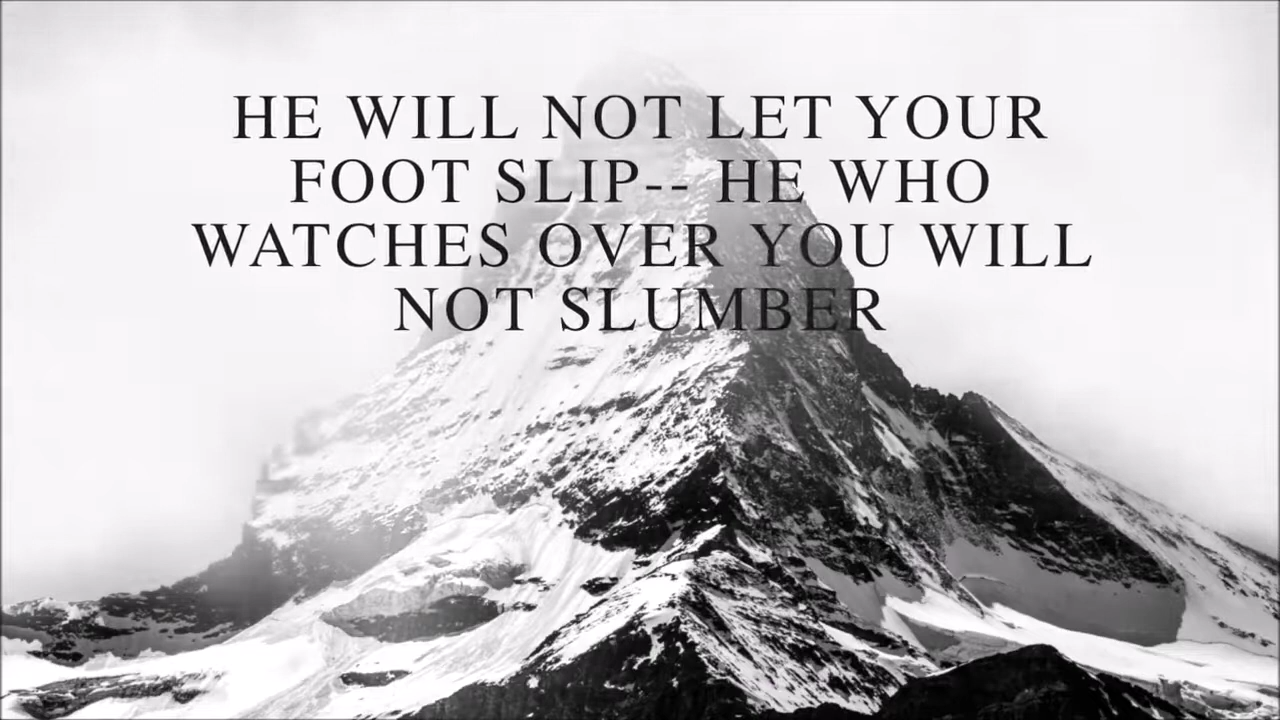 HE WILL NOT LET YOUR
FOOT SLIP-- HE WHO
WATCHES OVER YOU WILL
NOT SLUMBER